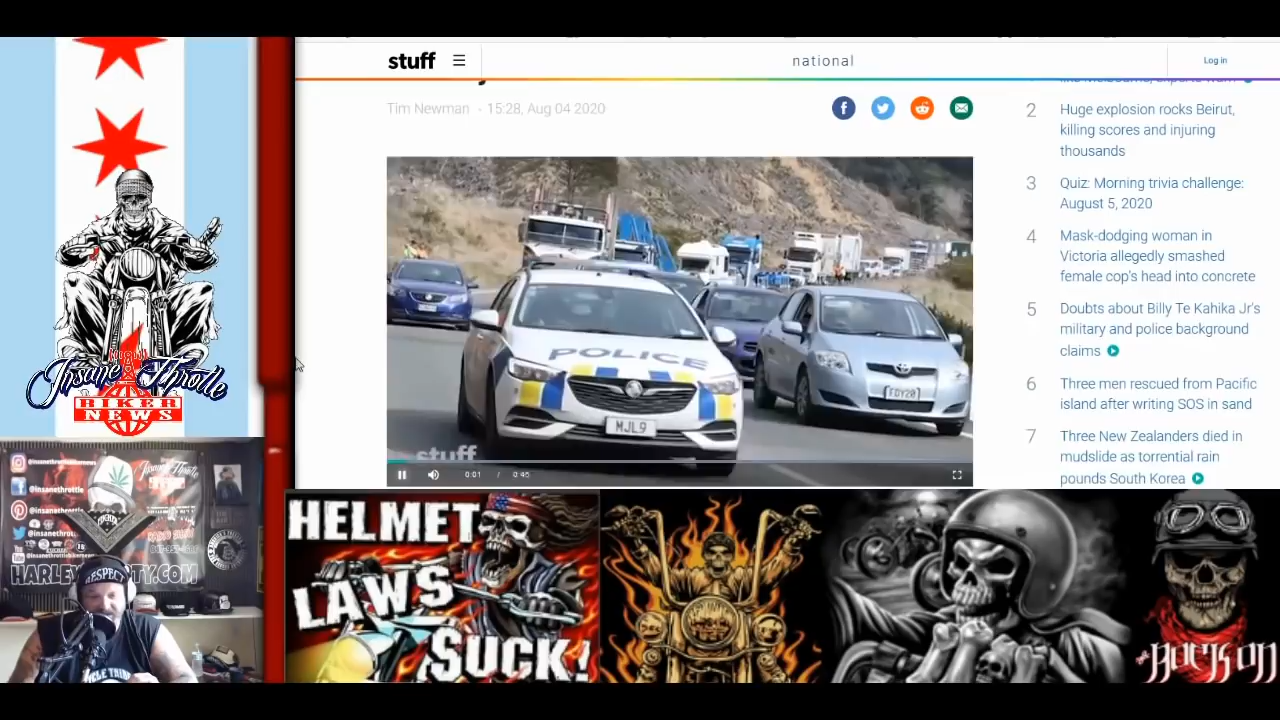 stuff
national
Log in
Tim Newman - 15:28, Aug 04 2020
2
Huge explosion rocks Beirut,
killing scores and injuring
thousands
3
Quiz: Morning trivia challenge:
August 5, 2020
4
Mask-dodging woman in
Victoria allegedly smashed
female cop's head into concrete
5
Doubts about Billy Te Kahika Jr's
military and police background
claims
6
Three men rescued from Pacific
island after writing SOS in sand
7
Three New Zealanders died in
mudslide as torrential rain
pounds South Korea
POLICE
MJL9
stuff
0:01 / 0:45
Insane Throttle
BIKER
NEWS
@insanethrottlebikernews
@insanethrottle
@insanethrottle
@insanethrottle
RESPECT
HELMET
LAWS
SUCK!